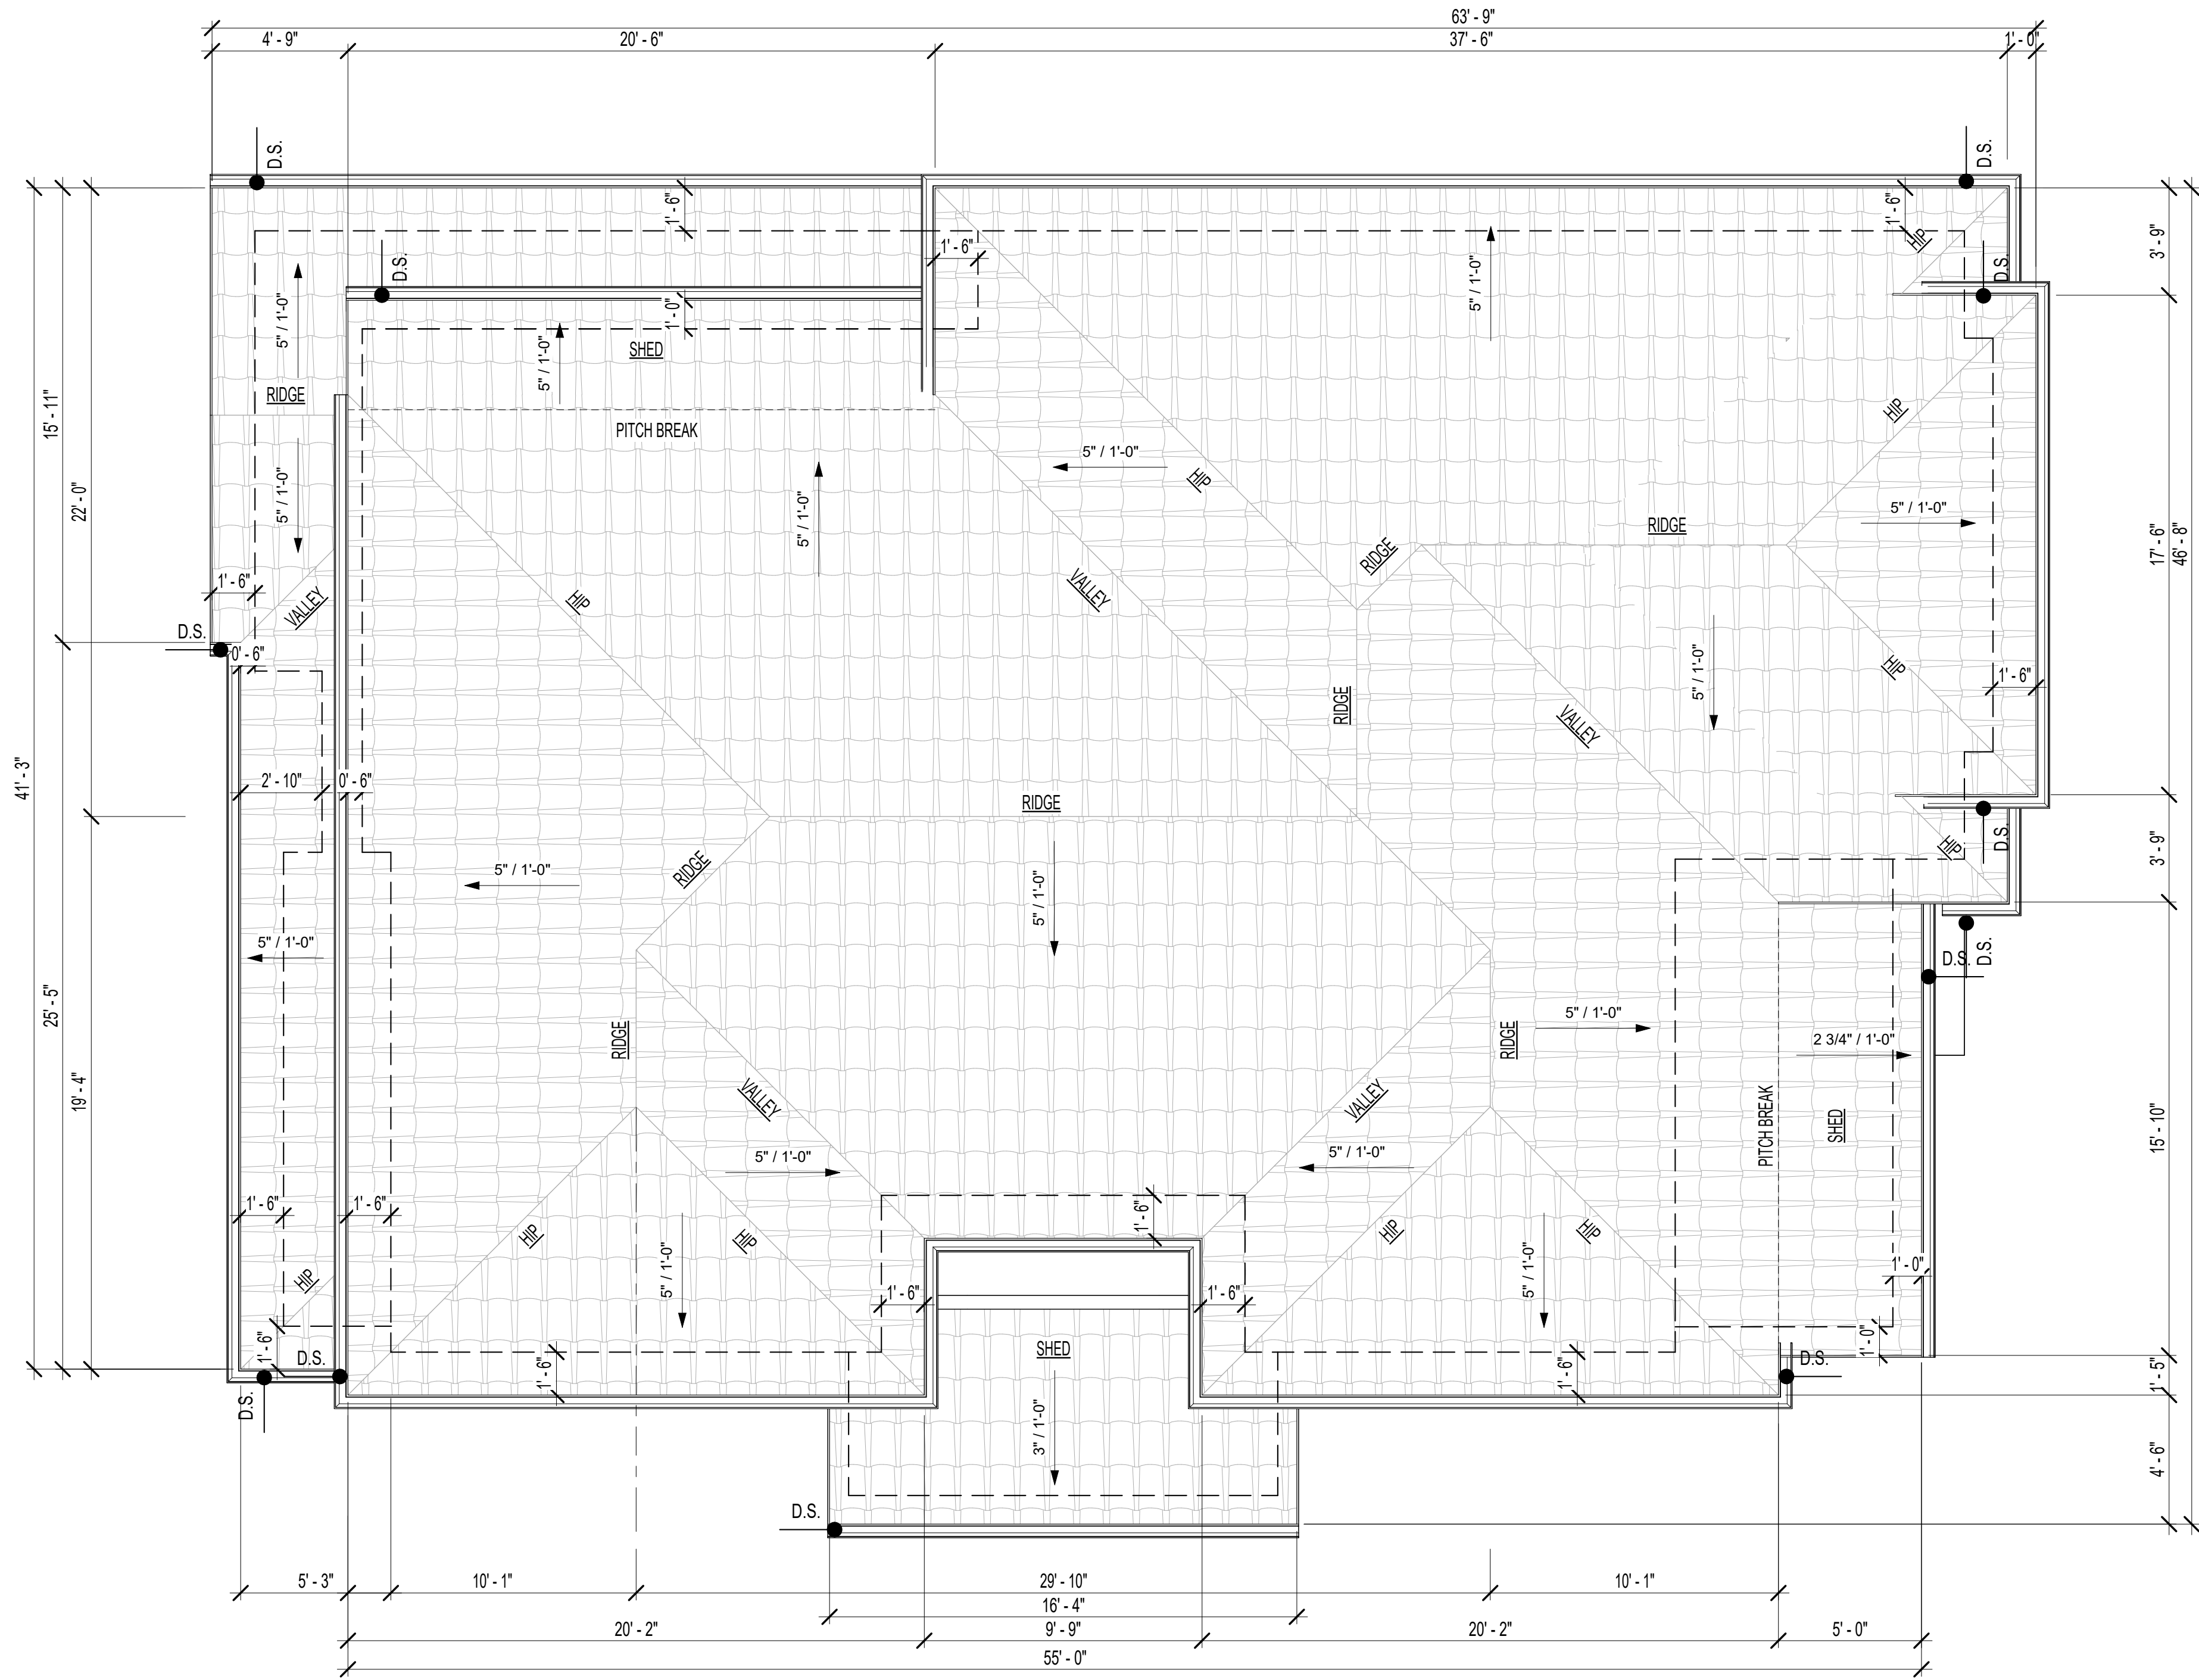 63' - 9"
4' - 9"
20' - 6"
37' - 6"
1' - 0"
D.S.
D.S.
1' - 6"
1' - 6"
3' - 9"
HIP
D.S.
1' - 6"
D.S.
5" / 1'-0"
5" / 1'-0"
1' - 0"
SHED
5" / 1'-0"
RIDGE
15' - 11"
HIP
PITCH BREAK
5" / 1'-0"
HIP
22' - 0"
5" / 1'-0"
5" / 1'-0"
5" / 1'-0"
RIDGE
RIDGE
17' - 6"
46' - 8"
1' - 6"
VALLEY
HIP
VALLEY
D.S.
0' - 6"
5" / 1'-0"
HIP
1' - 6"
RIDGE
VALLEY
41' - 3"
2' - 10"
0' - 6"
RIDGE
D.S.
HIP
3' - 9"
RIDGE
5" / 1'-0"
5" / 1'-0"
5" / 1'-0"
D.S.
D.S.
25' - 5"
RIDGE
RIDGE
5" / 1'-0"
2 3/4" / 1'-0"
19' - 4"
VALLEY
VALLEY
PITCH BREAK
SHED
15' - 10"
5" / 1'-0"
5" / 1'-0"
1' - 6"
1' - 6"
1' - 6"
HIP
HIP
HIP
HIP
5" / 1'-0"
5" / 1'-0"
1' - 0"
HIP
1' - 6"
1' - 6"
1' - 6"
D.S.
1' - 6"
SHED
1' - 6"
1' - 0"
D.S.
1' - 5"
D.S.
3" / 1'-0"
4' - 6"
D.S.
5' - 3"
10' - 1"
29' - 10"
10' - 1"
16' - 4"
20' - 2"
9' - 9"
20' - 2"
5' - 0"
55' - 0"